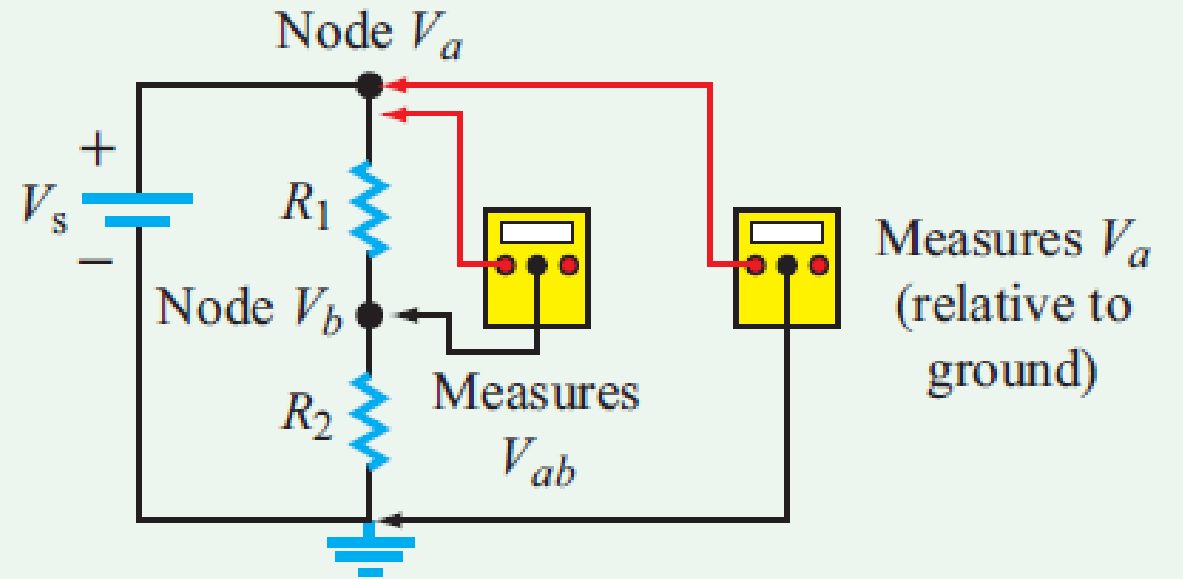 Node Va
+
Vs
−
R1
Node Vb
R2
Measures
Vab
Measures Va
(relative to
ground)